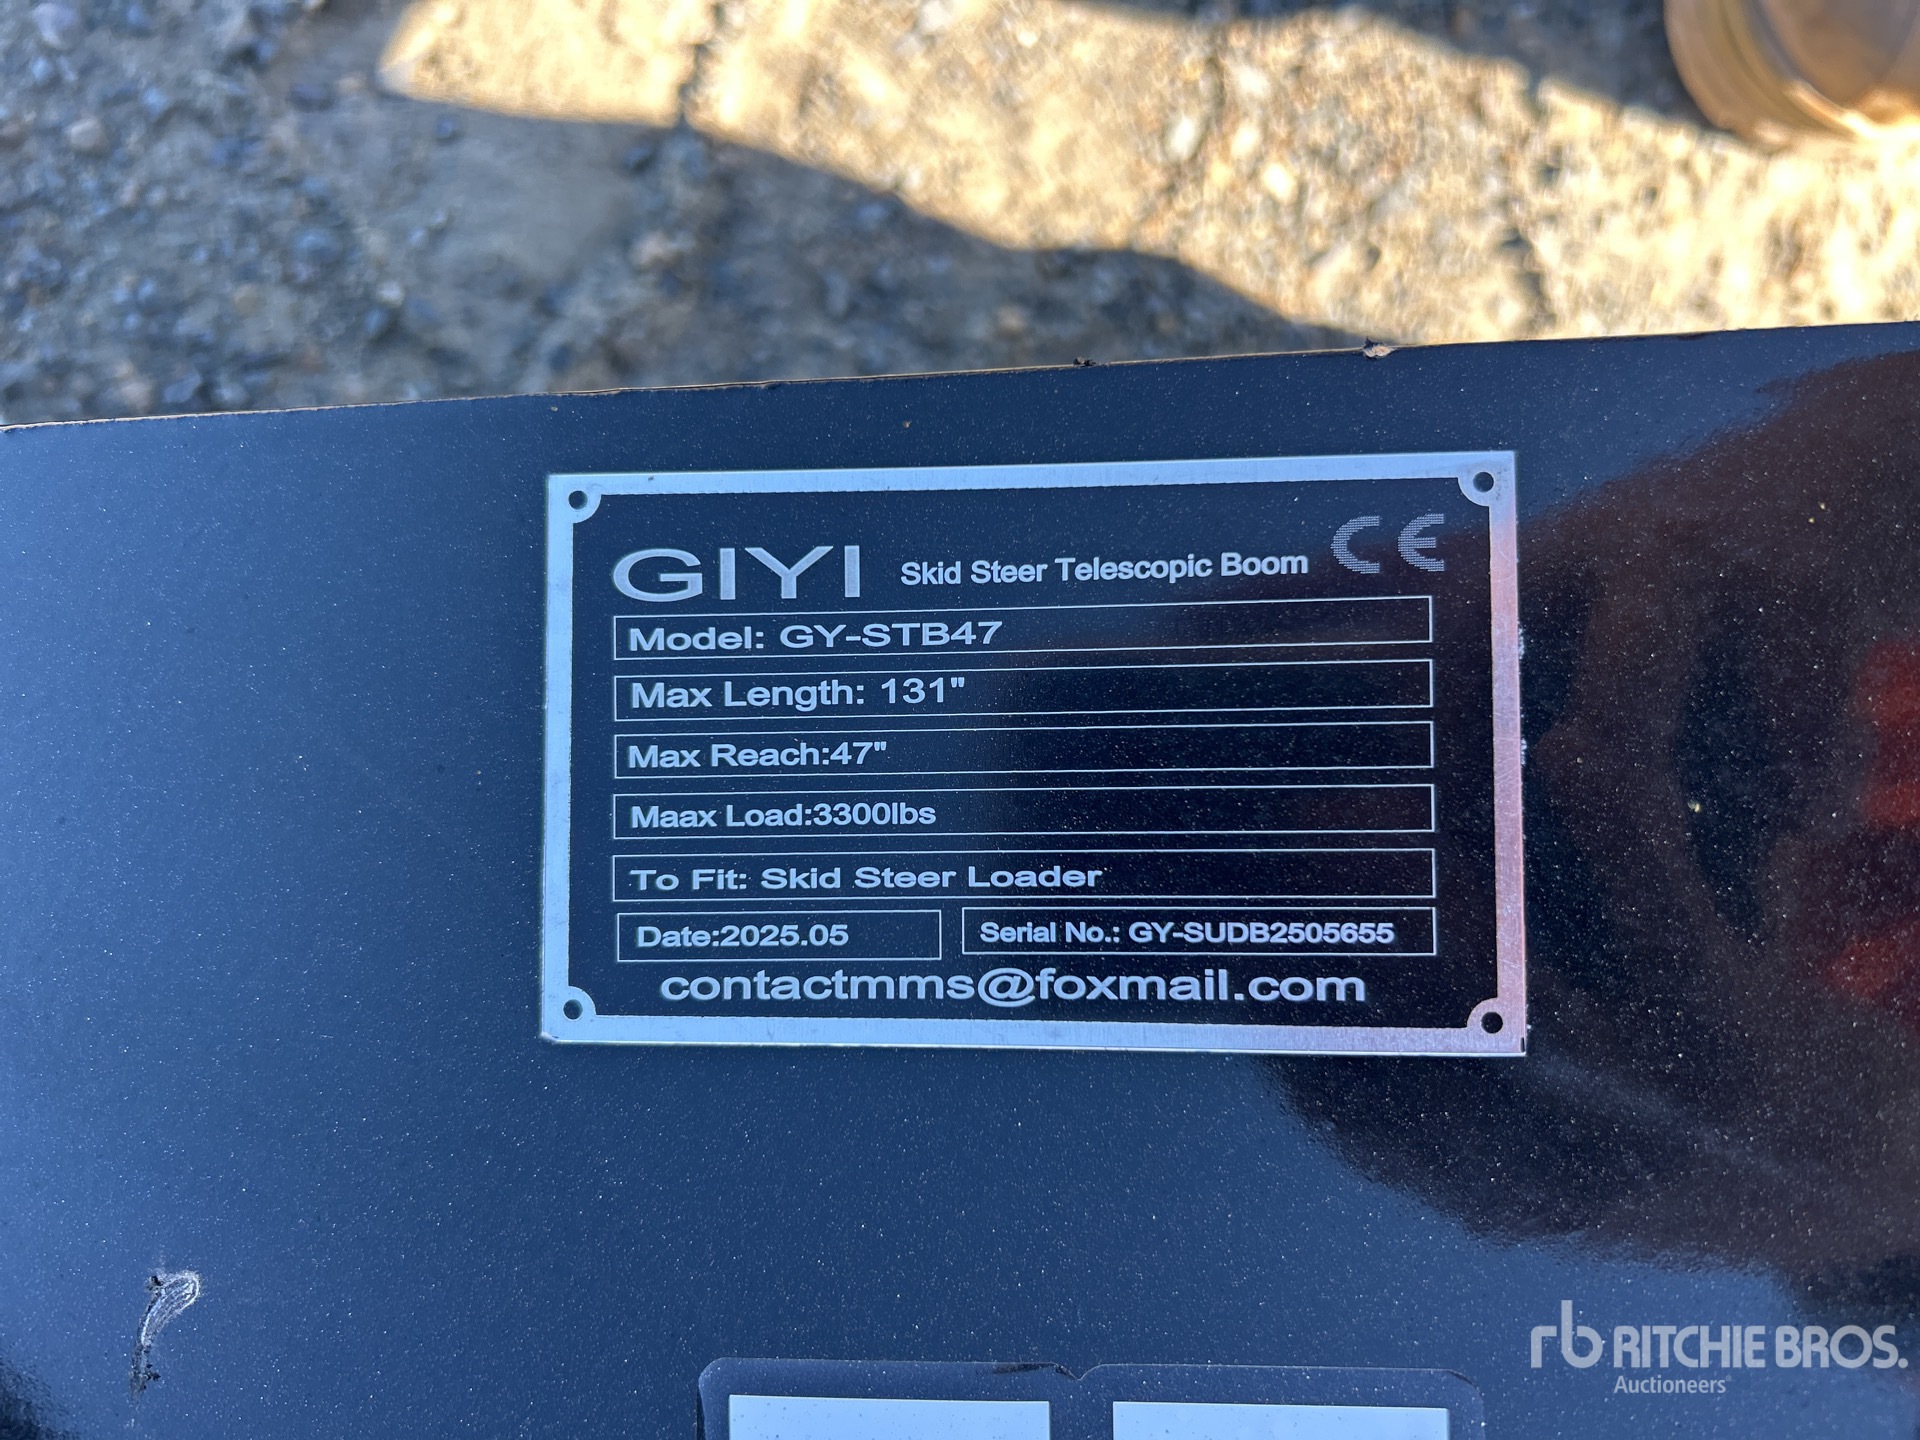 GIYI Skid Steer Telescopic Boom CE
Model: GY-STB47
Max Length: 131"
Max Reach:47"
Maax Load:3300lbs
To Fit: Skid Steer Loader
Date:2025.05 Serial No.: GY-SUDB2505655
contactmms@foxmail.com
rb RITCHIE BROS.
Auctioneers